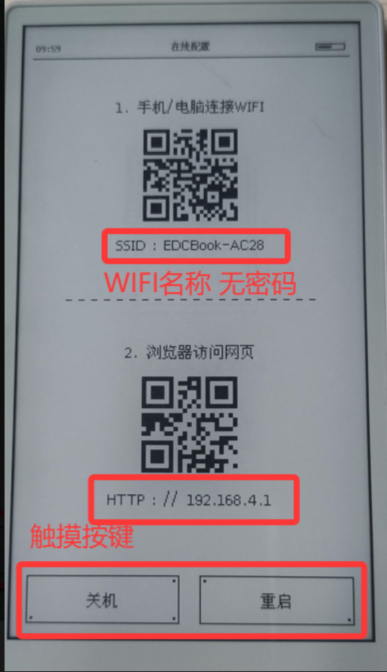 09:59 在线配置
1. 手机/电脑连接WIFI
SSID : EDCBook-AC28
WIFI名称 无密码
2. 浏览器访问网页
HTTP : // 192.168.4.1
触摸按键
关机 重启